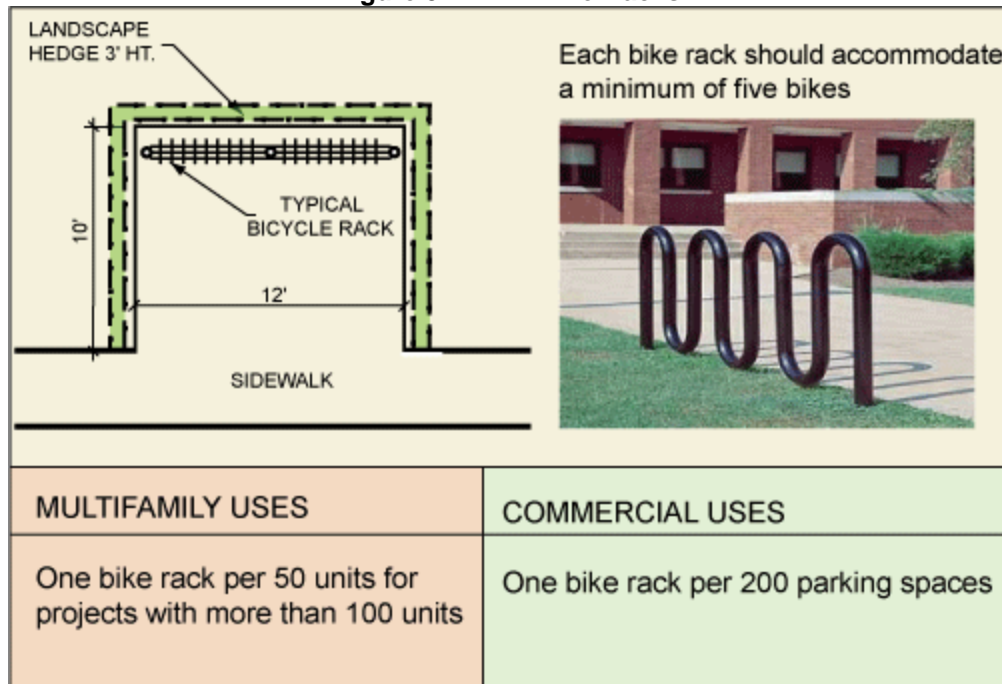 LANDSCAPE
HEDGE 3' HT.
Each bike rack should accommodate
a minimum of five bikes
10'
TYPICAL
BICYCLE RACK
12'
SIDEWALK
MULTIFAMILY USES
COMMERCIAL USES
One bike rack per 50 units for
projects with more than 100 units
One bike rack per 200 parking spaces